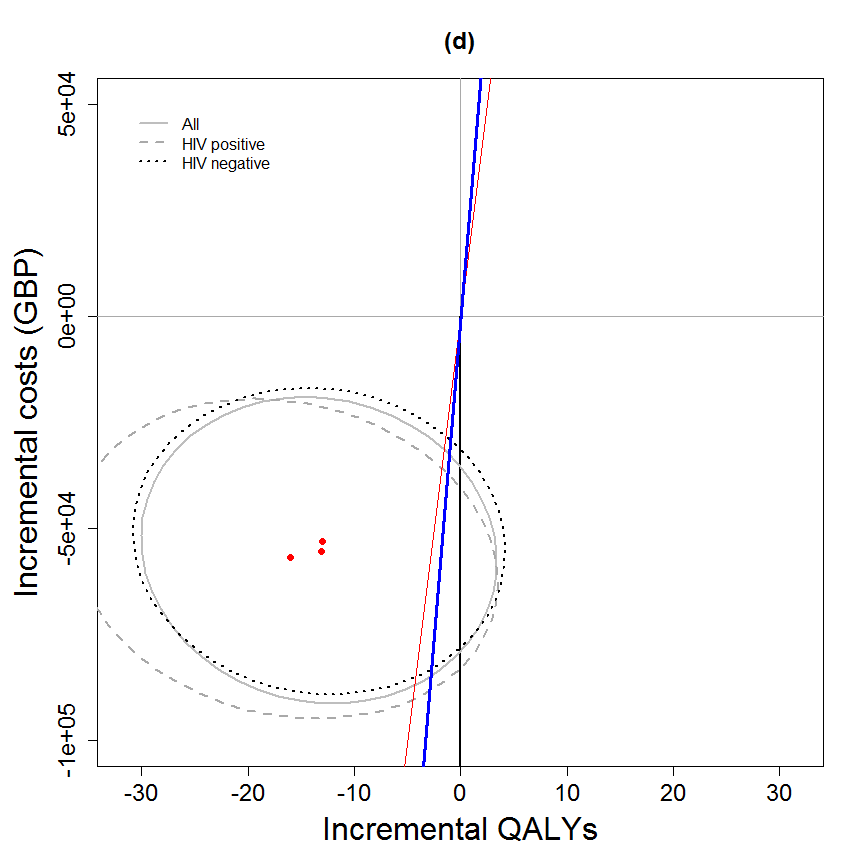 (d)
All
HIV positive
HIV negative
Incremental costs (GBP)
5e+04
0e+00
-5e+04
-1e+05
-30 -20 -10 0 10 20 30
Incremental QALYs